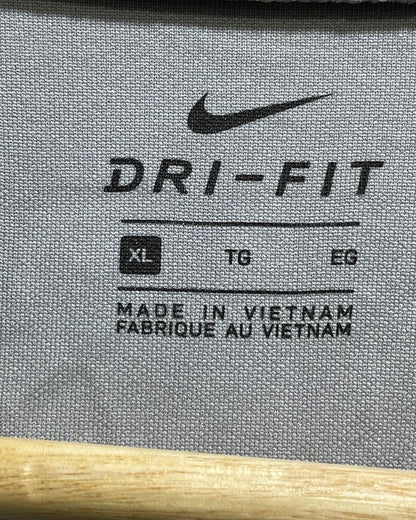 DRI-FIT
XL TG EG
MADE IN VIETNAM
FABRIQUE AU VIETNAM